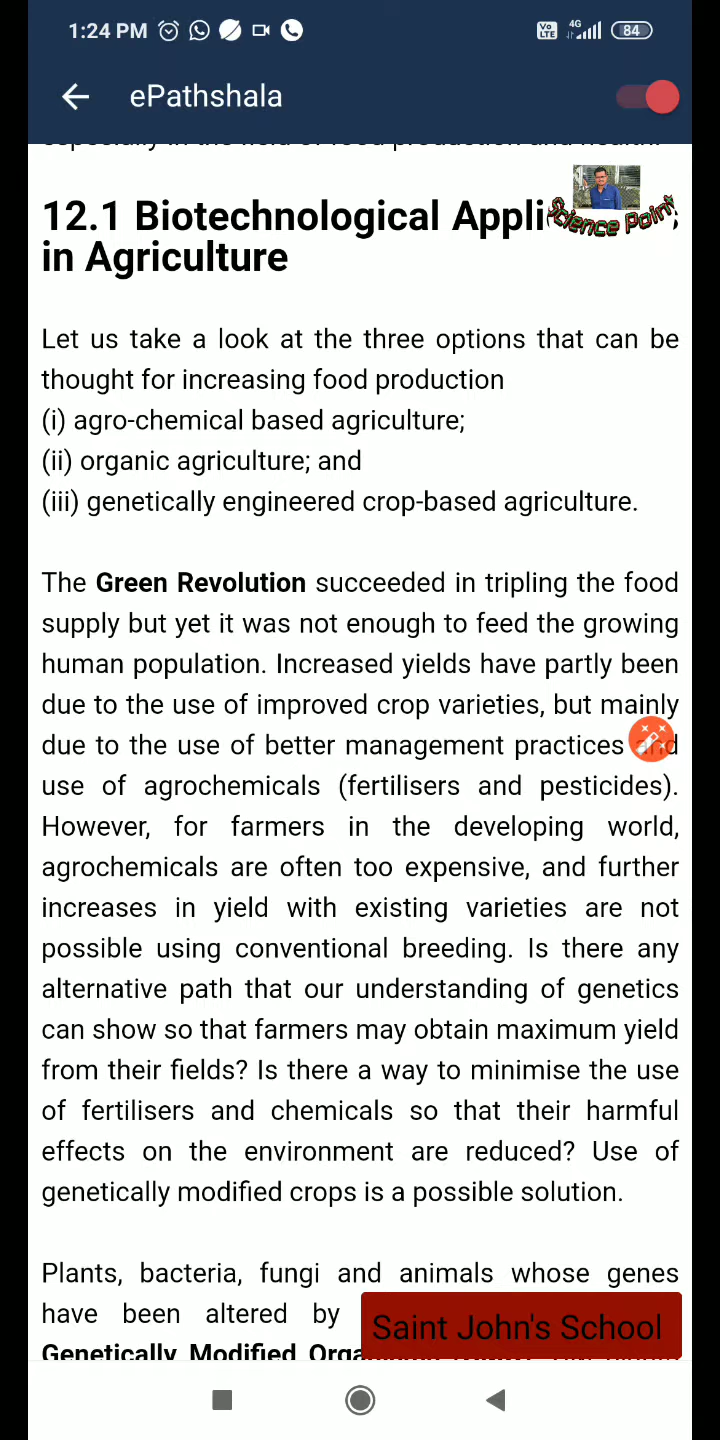 1:24 PM
Vo LTE 4G 84
ePathshala
12.1 Biotechnological Appli
Science Point
in Agriculture
Let us take a look at the three options that can be
thought for increasing food production
(i) agro-chemical based agriculture;
(ii) organic agriculture; and
(iii) genetically engineered crop-based agriculture.
The Green Revolution succeeded in tripling the food
supply but yet it was not enough to feed the growing
human population. Increased yields have partly been
due to the use of improved crop varieties, but mainly
due to the use of better management practices and
use of agrochemicals (fertilisers and pesticides).
However, for farmers in the developing world,
agrochemicals are often too expensive, and further
increases in yield with existing varieties are not
possible using conventional breeding. Is there any
alternative path that our understanding of genetics
can show so that farmers may obtain maximum yield
from their fields? Is there a way to minimise the use
of fertilisers and chemicals so that their harmful
effects on the environment are reduced? Use of
genetically modified crops is a possible solution.
Plants, bacteria, fungi and animals whose genes
have been altered by
Saint John's School
Genetically Modified Orga